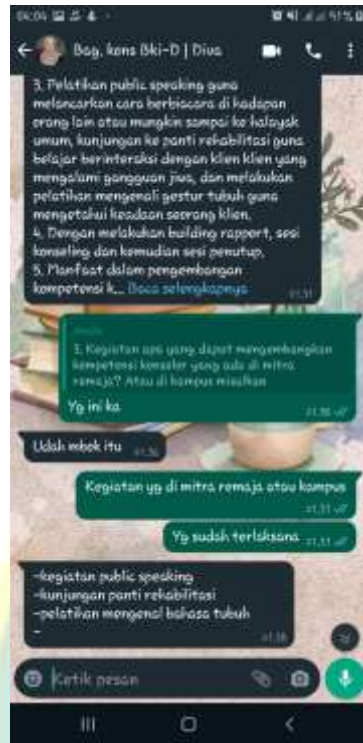 04:04
51%
Bag. kons Bki-D | Diva
3. Pelatihan public speaking guna
melancarkan cara berbiacara di hadapan
orang lain atau mungkin sampai ke halayak
umum, kunjungan ke panti rehabilitasi guna
belajar berinteraksi dengan klien klien yang
mengalami gangguan jiwa, dan melakukan
pelatihan mengenali gestur tubuh guna
mengetahui keadaan seorang klien.
4. Dengan melakukan building rapport, sesi
konseling dan kemudian sesi penutup.
5. Manfaat dalam pengembangan
kompetensi k... Baca selengkapnya
3. Kegiatan apa yang dapat mengembangkan
kompetensi konselor yang ada di mitra
remaja? Atau di kampus misalkan
Yg ini ka
Udah mbek itu
Kegiatan yg di mitra remaja atau kampus
Yg sudah terlaksana
-kegiatan public speaking
-kunjungan panti rehabilitasi
-pelatihan mengenal bahasa tubuh
-
Ketik pesan